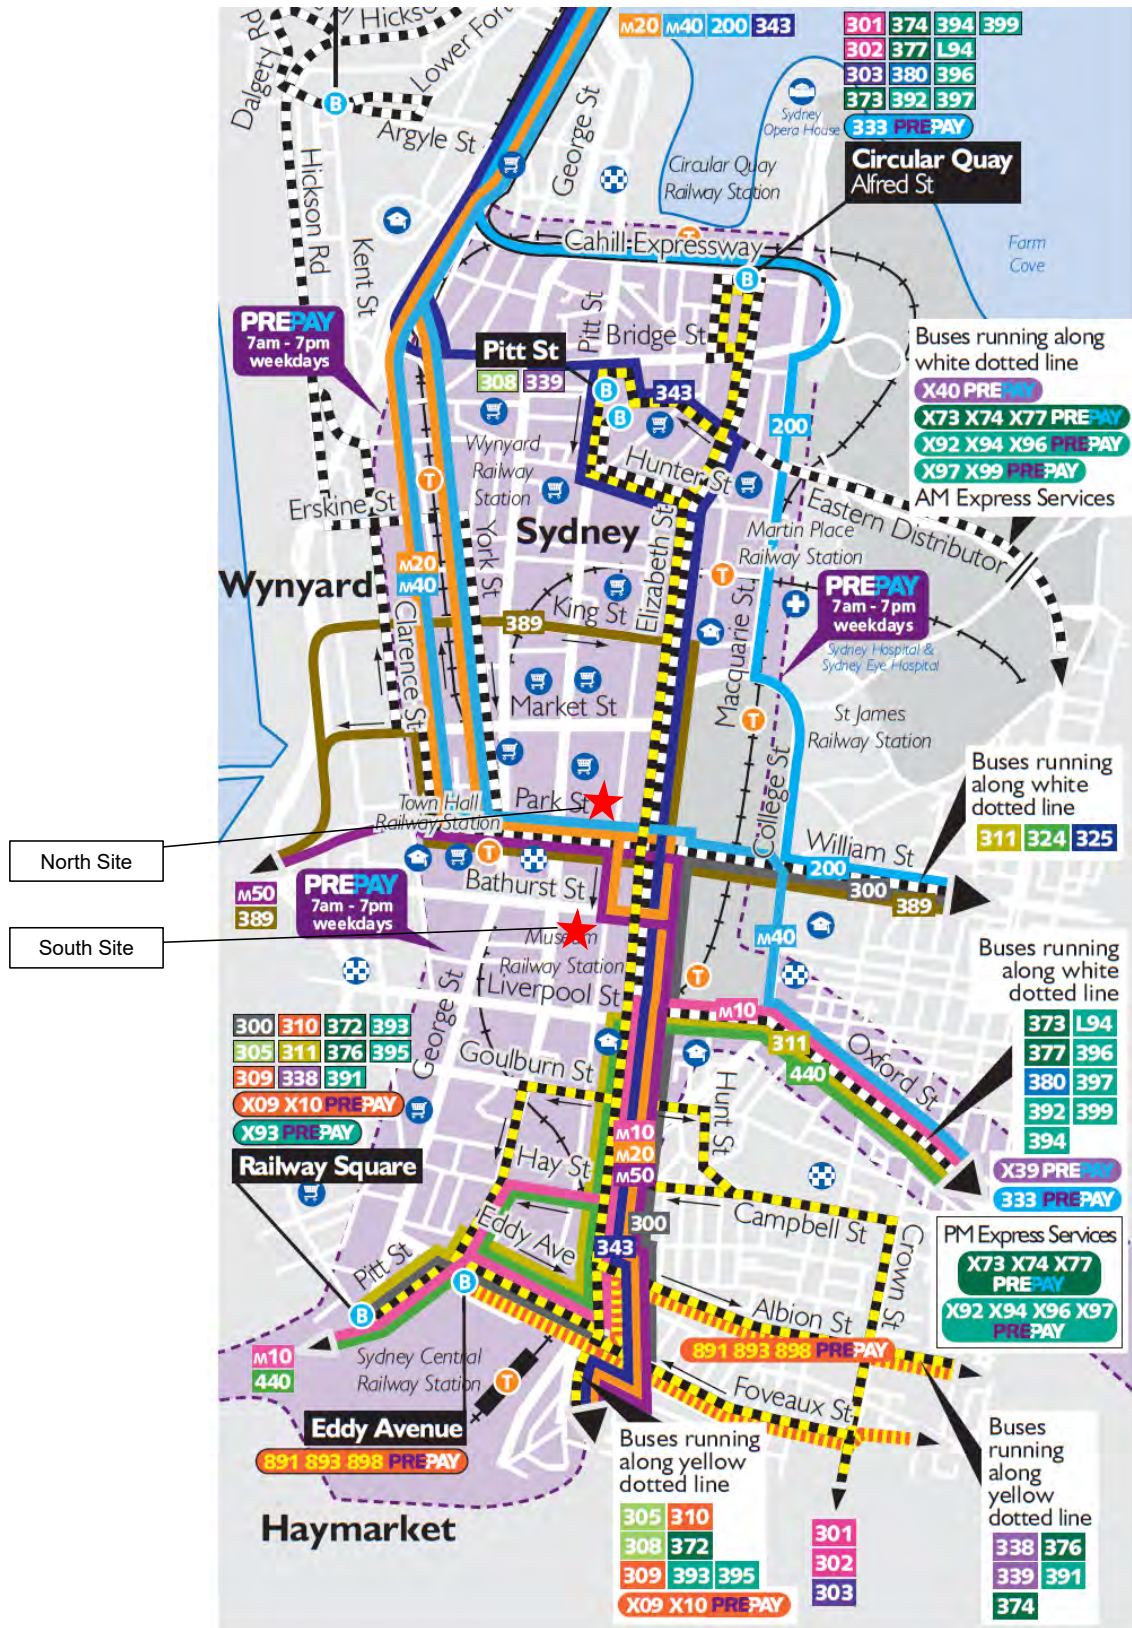 Hickson
Lower Fort
Dalgety Rd
Argyle St
George St
Hickson Rd
Kent St
M20 M40 200 343
301 374 394 399
302 377 L94
303 380 396
373 392 397
333 PREPAY
Circular Quay
Alfred St
Sydney
Opera House
Circular Quay
Railway Station
Farm
Cove
Cahill Expressway
PREPAY
7am - 7pm
weekdays
Pitt St
Bridge St
Pitt St
308 339
343
200
Buses running along
white dotted line
X40 PREPAY
X73 X74 X77 PREPAY
X92 X94 X96 PREPAY
X97 X99 PREPAY
AM Express Services
Wynyard
Railway
Station
Hunter St
Erskine St
York St
Sydney
Elizabeth St
Martin Place
Railway Station
Eastern Distributor
Wynyard
M20
M40
Clarence St
389
King St
Macquarie St
PREPAY
7am - 7pm
weekdays
Sydney Hospital &
Sydney Eye Hospital
Market St
St James
Railway Station
College St
Park St
Town Hall
Railway Station
Buses running
along white
dotted line
311 324 325
North Site
William St
200
300
389
M50
389
PREPAY
7am - 7pm
weekdays
Bathurst St
South Site
Museum
Railway Station
Liverpool St
M40
George St
M10
311
440
Oxford St
Buses running
along white
dotted line
373 L94
377 396
380 397
392 399
394
X39 PREPAY
333 PREPAY
300 310 372 393
305 311 376 395
309 338 391
X09 X10 PREPAY
X93 PREPAY
Railway Square
Goulburn St
Hunt St
M10
M20
M50
Hay St
300
Campbell St
Crown St
Eddy Ave
343
Pitt St
PM Express Services
X73 X74 X77
PREPAY
X92 X94 X96 X97
PREPAY
Albion St
891 893 898 PREPAY
M10
440
Sydney Central
Railway Station
Foveaux St
Eddy Avenue
891 893 898 PREPAY
Haymarket
Buses running
along yellow
dotted line
305 310
308 372
309 393 395
X09 X10 PREPAY
301
302
303
Buses
running
along
yellow
dotted line
338 376
339 391
374